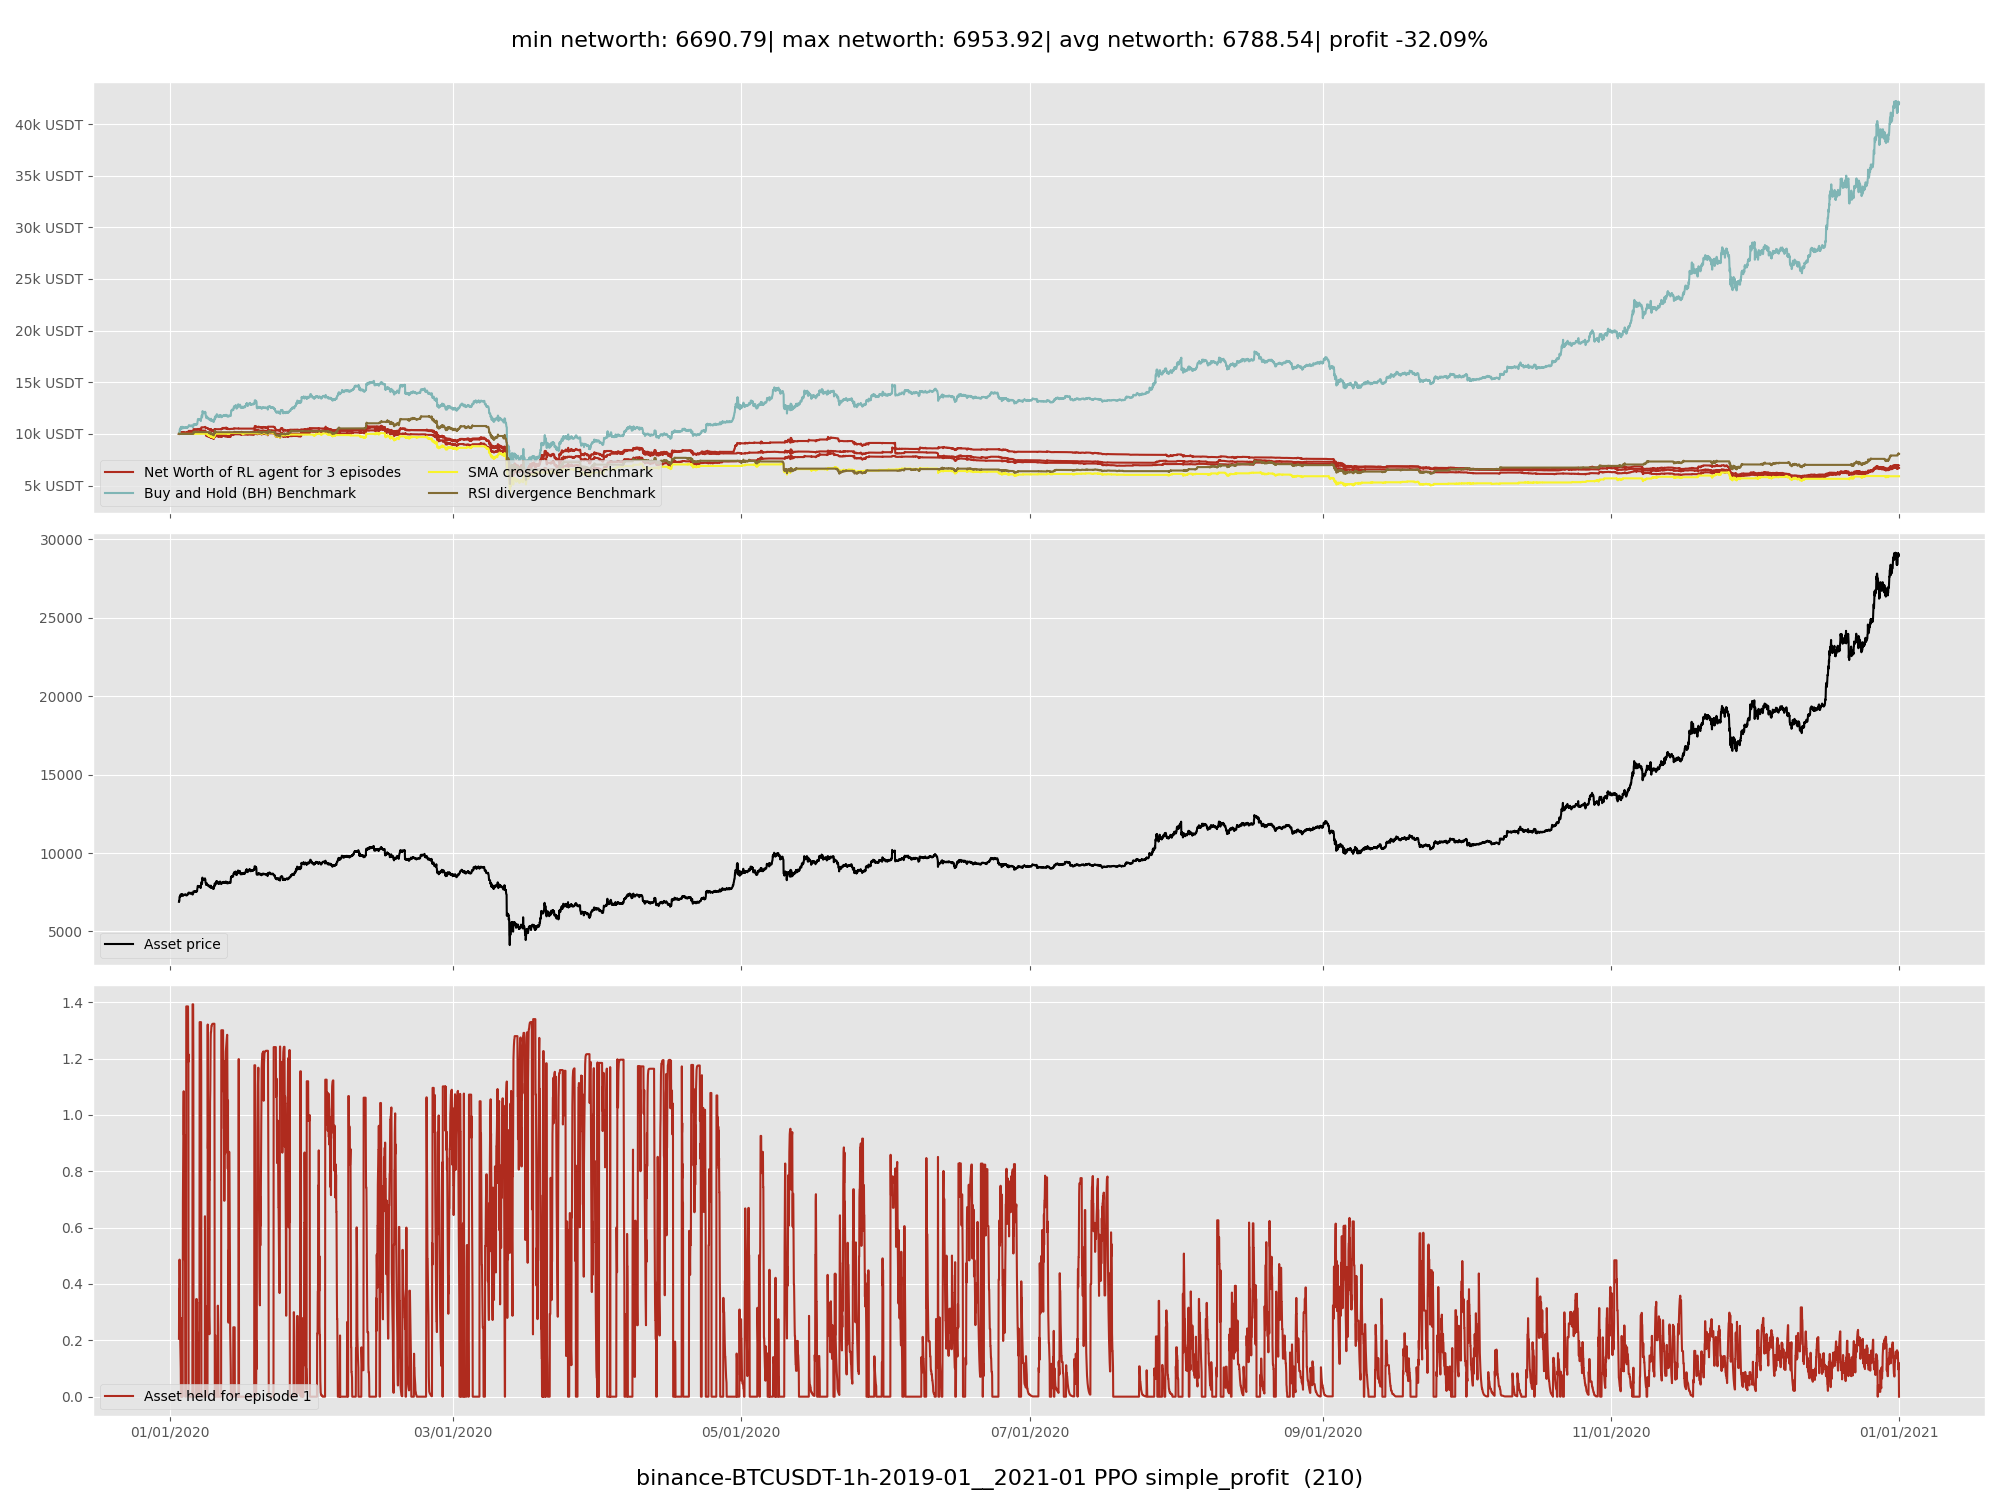 min networth: 6690.79| max networth: 6953.92| avg networth: 6788.54| profit -32.09%
40k USDT
35k USDT
30k USDT
25k USDT
20k USDT
15k USDT
10k USDT
5k USDT
Net Worth of RL agent for 3 episodes
Buy and Hold (BH) Benchmark
SMA crossover Benchmark
RSI divergence Benchmark
30000
25000
20000
15000
10000
5000
Asset price
1.4
1.2
1.0
0.8
0.6
0.4
0.2
0.0
Asset held for episode 1
01/01/2020
03/01/2020
05/01/2020
07/01/2020
09/01/2020
11/01/2020
01/01/2021
binance-BTCUSDT-1h-2019-01__2021-01 PPO simple_profit (210)